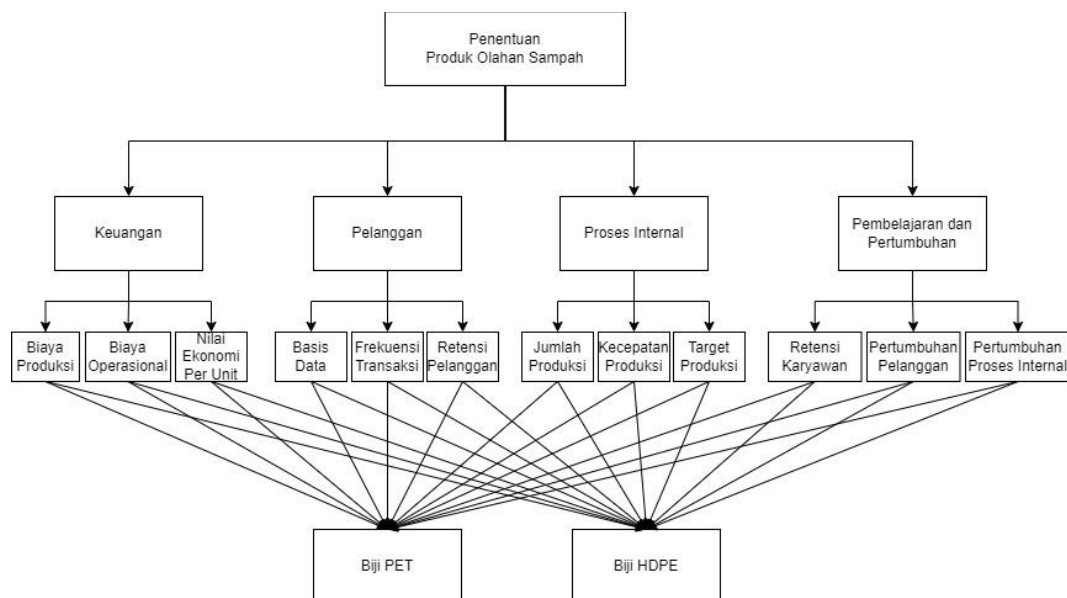 Penentuan
Produk Olahan Sampah
Keuangan
Pelanggan
Proses Internal
Pembelajaran dan
Pertumbuhan
Biaya
Produksi
Biaya
Operasional
Nilai
Ekonomi
Per Unit
Basis
Data
Frekuensi
Transaksi
Retensi
Pelanggan
Jumlah
Produksi
Kecepatan
Produksi
Target
Produksi
Retensi
Karyawan
Pertumbuhan
Pelanggan
Pertumbuhan
Proses Internal
Biji PET
Biji HDPE